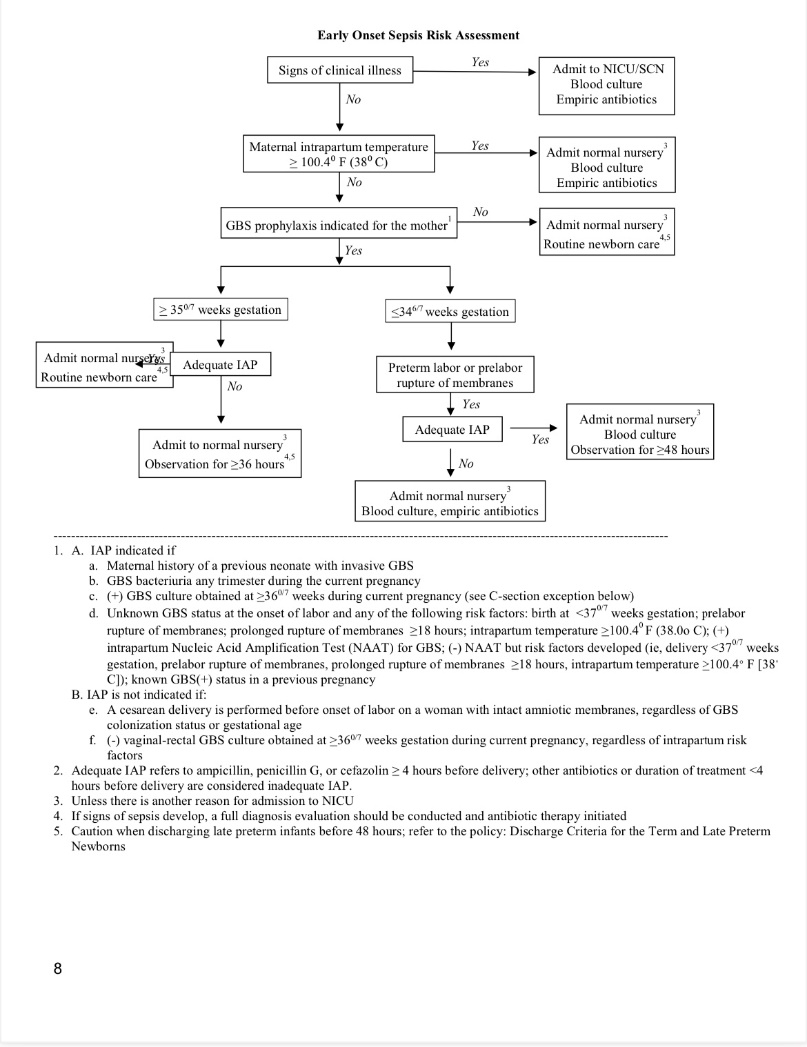 Early Onset Sepsis Risk Assessment
Signs of clinical illness
Yes
Admit to NICU/SCN
Blood culture
Empiric antibiotics
No
Maternal intrapartum temperature
≥ 100.4⁰ F (38⁰ C)
Yes
Admit normal nursery³
Blood culture
Empiric antibiotics
No
GBS prophylaxis indicated for the mother¹
No
Admit normal nursery³
Routine newborn care⁴,⁵
Yes
≥ 35⁰/⁷ weeks gestation
≤34⁶/⁷ weeks gestation
Admit normal nursery³
Routine newborn care⁴,⁵
Yes
Adequate IAP
No
Admit to normal nursery³
Observation for ≥36 hours⁴,⁵
Preterm labor or prelabor
rupture of membranes
Yes
Adequate IAP
Yes
Admit normal nursery³
Blood culture
Observation for ≥48 hours
No
Admit normal nursery³
Blood culture, empiric antibiotics
1. A. IAP indicated if
a. Maternal history of a previous neonate with invasive GBS
b. GBS bacteriuria any trimester during the current pregnancy
c. (+) GBS culture obtained at ≥36⁰/⁷ weeks during current pregnancy (see C-section exception below)
d. Unknown GBS status at the onset of labor and any of the following risk factors: birth at <37⁰/⁷ weeks gestation; prelabor
rupture of membranes; prolonged rupture of membranes ≥18 hours; intrapartum temperature ≥100.4⁰ F (38.0o C); (+)
intrapartum Nucleic Acid Amplification Test (NAAT) for GBS; (-) NAAT but risk factors developed (ie, delivery <37⁰/⁷ weeks
gestation, prelabor rupture of membranes, prolonged rupture of membranes ≥18 hours, intrapartum temperature ≥100.4° F [38°
C]); known GBS(+) status in a previous pregnancy
B. IAP is not indicated if:
e. A cesarean delivery is performed before onset of labor on a woman with intact amniotic membranes, regardless of GBS
colonization status or gestational age
f. (-) vaginal-rectal GBS culture obtained at ≥36⁰/⁷ weeks gestation during current pregnancy, regardless of intrapartum risk
factors
2. Adequate IAP refers to ampicillin, penicillin G, or cefazolin ≥ 4 hours before delivery; other antibiotics or duration of treatment <4
hours before delivery are considered inadequate IAP.
3. Unless there is another reason for admission to NICU
4. If signs of sepsis develop, a full diagnosis evaluation should be conducted and antibiotic therapy initiated
5. Caution when discharging late preterm infants before 48 hours; refer to the policy: Discharge Criteria for the Term and Late Preterm
Newborns
8